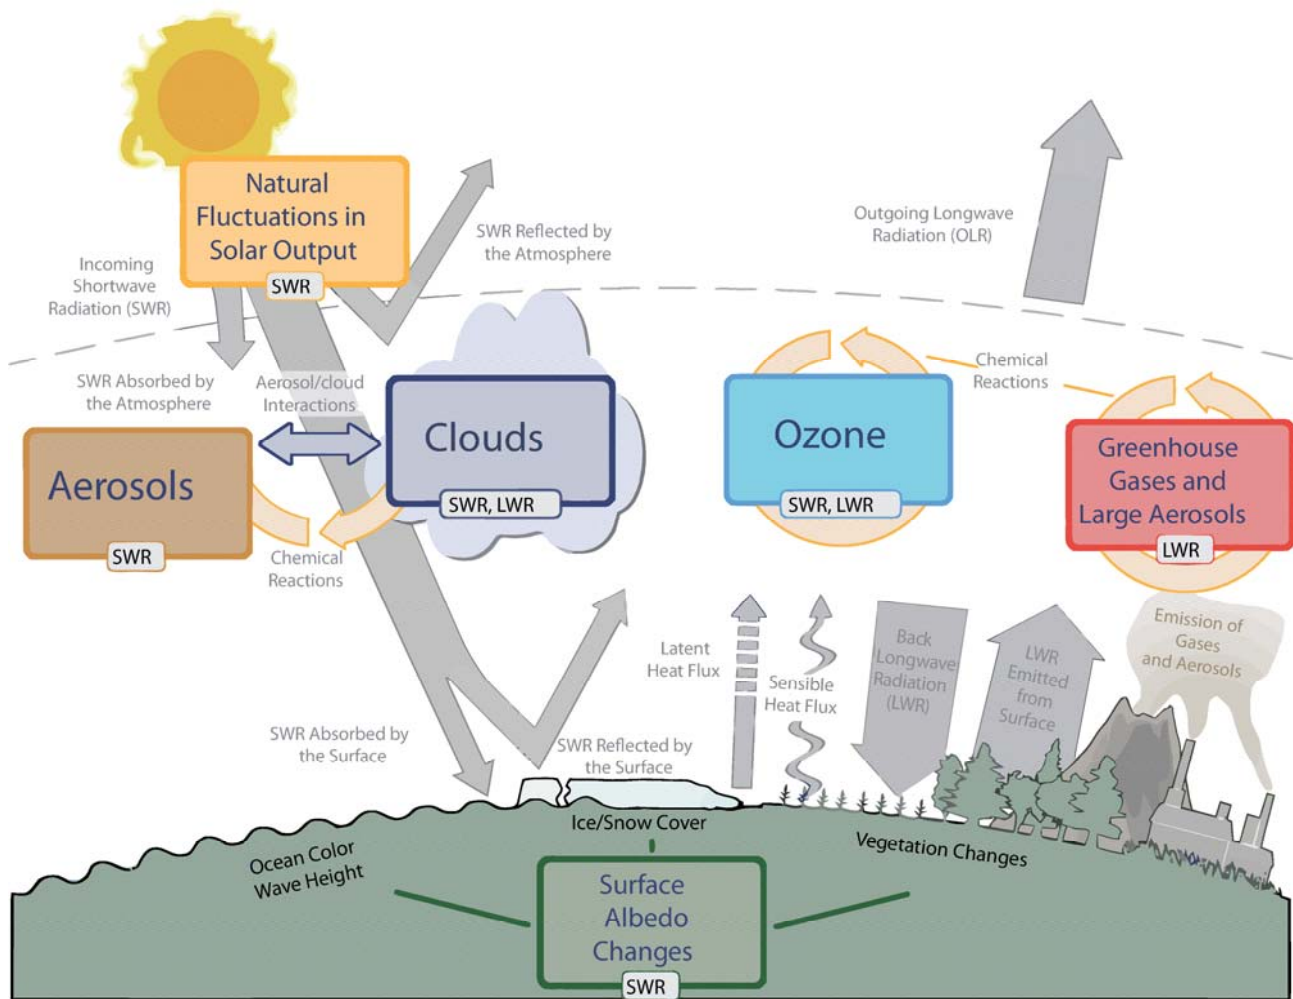 Natural
Fluctuations in
Solar Output
SWR
Incoming
Shortwave
Radiation (SWR)
SWR Reflected by
the Atmosphere
Outgoing Longwave
Radiation (OLR)
SWR Absorbed by
the Atmosphere
Aerosol/cloud
Interactions
Chemical
Reactions
Aerosols
SWR
Clouds
SWR, LWR
Ozone
SWR, LWR
Greenhouse
Gases and
Large Aerosols
LWR
Chemical
Reactions
Emission of
Gases
and Aerosols
Latent
Heat Flux
Sensible
Heat Flux
Back
Longwave
Radiation
(LWR)
LWR
Emitted
from
Surface
SWR Absorbed by
the Surface
SWR Reflected by
the Surface
Ice/Snow Cover
Ocean Color
Wave Height
Vegetation Changes
Surface
Albedo
Changes
SWR